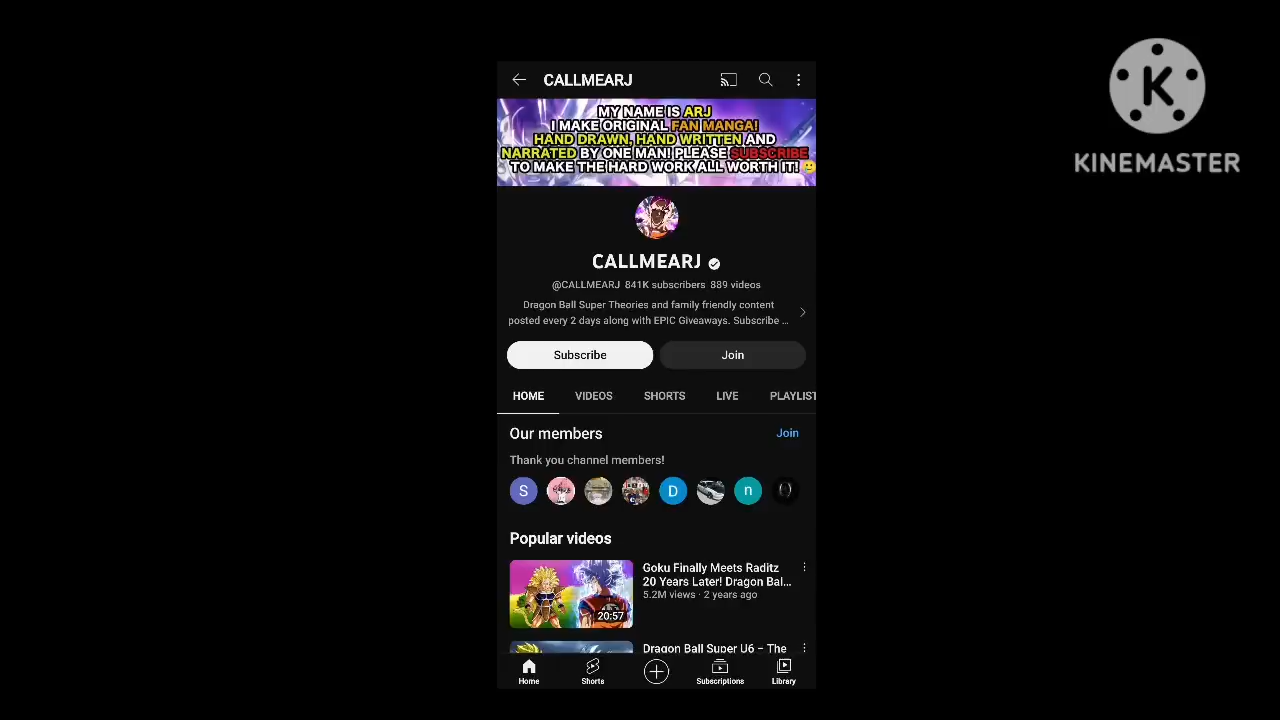 CALLMEARJ
MY NAME IS ARJ
I MAKE ORIGINAL FAN MANGA!
HAND DRAWN, HAND WRITTEN AND
NARRATED BY ONE MAN! PLEASE SUBSCRIBE
TO MAKE THE HARD WORK ALL WORTH IT!
K
KINEMASTER
CALLMEARJ
@CALLMEARJ 841K subscribers 889 videos
Dragon Ball Super Theories and family friendly content
posted every 2 days along with EPIC Giveaways. Subscribe ...
Subscribe
Join
HOME
VIDEOS
SHORTS
LIVE
PLAYLIST
Our members
Join
Thank you channel members!
S
D
n
Popular videos
20:57
Goku Finally Meets Raditz
20 Years Later! Dragon Bal...
5.2M views · 2 years ago
Dragon Ball Super U6 – The
Home
Shorts
Subscriptions
Library